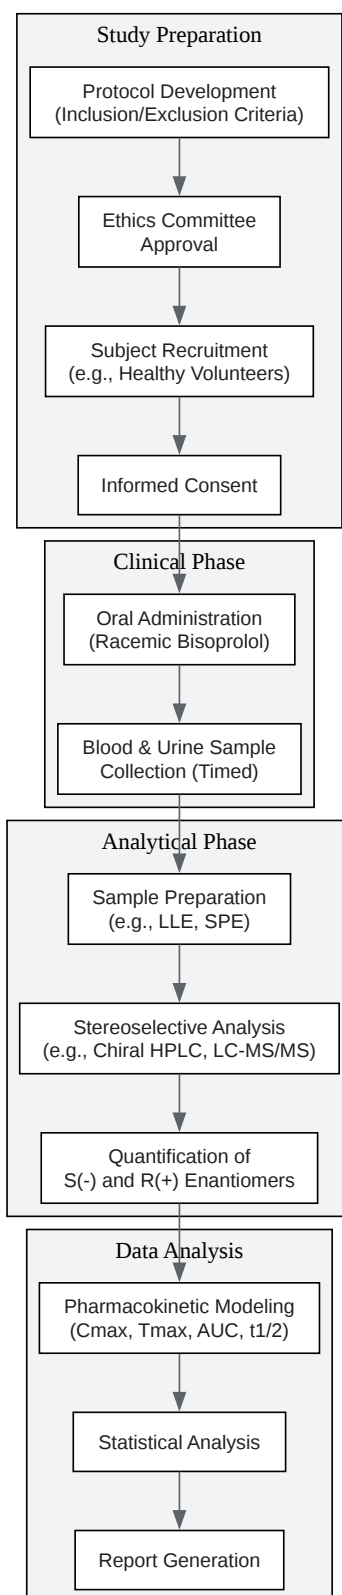 Study Preparation
Protocol Development
(Inclusion/Exclusion Criteria)
Ethics Committee
Approval
Subject Recruitment
(e.g., Healthy Volunteers)
Informed Consent
Clinical Phase
Oral Administration
(Racemic Bisoprolol)
Blood & Urine Sample
Collection (Timed)
Analytical Phase
Sample Preparation
(e.g., LLE, SPE)
Stereoselective Analysis
(e.g., Chiral HPLC, LC-MS/MS)
Quantification of
S(-) and R(+) Enantiomers
Data Analysis
Pharmacokinetic Modeling
(Cmax, Tmax, AUC, t1/2)
Statistical Analysis
Report Generation